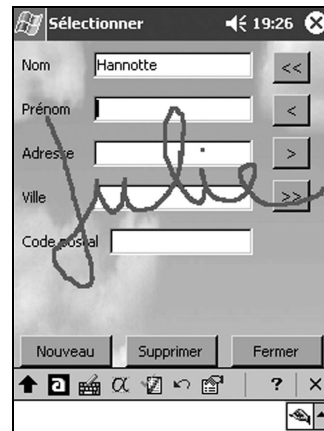 Sélectionner 19:26
Nom Hannotte <<
Prénom <
Adresse >
Ville >>
Code postal
Julie
Nouveau Supprimer Fermer
a α ? ×